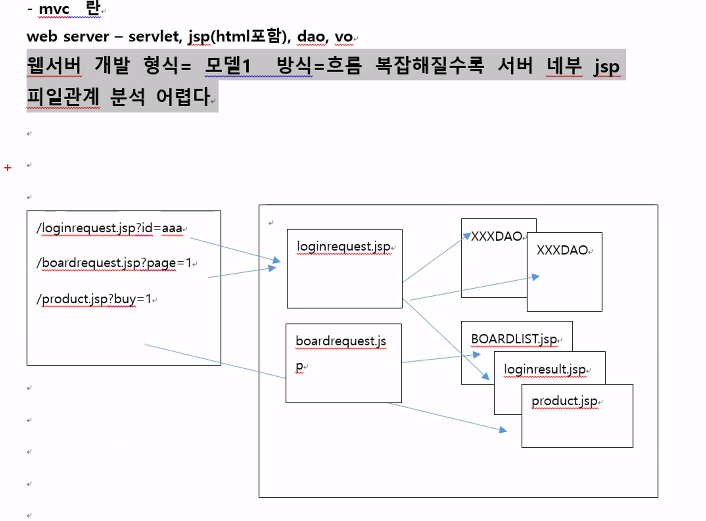 - mvc 란
web server – servlet, jsp(html포함), dao, vo
웹서버 개발 형식= 모델1 방식=흐름 복잡해질수록 서버 네부 jsp
피일관계 분석 어렵다
/loginrequest.jsp?id=aaa
/boardrequest.jsp?page=1
/product.jsp?buy=1
loginrequest.jsp
boardrequest.js
p
XXXDAO
XXXDAO
BOARDLIST.jsp
loginresult.jsp
product.jsp